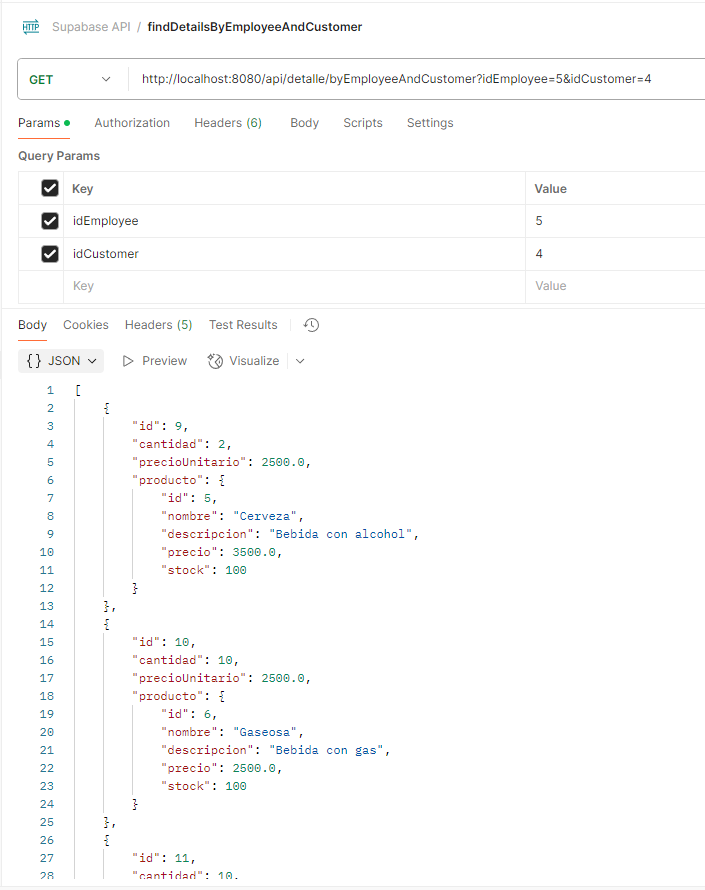 HTTP Supabase API / findDetailsByEmployeeAndCustomer
GET http://localhost:8080/api/detalle/byEmployeeAndCustomer?idEmployee=5&idCustomer=4
Params Authorization Headers (6) Body Scripts Settings
Query Params
Key Value
idEmployee 5
idCustomer 4
Key Value
Body Cookies Headers (5) Test Results
{} JSON Preview Visualize
1 [
2 {
3 "id": 9,
4 "cantidad": 2,
5 "precioUnitario": 2500.0,
6 "producto": {
7 "id": 5,
8 "nombre": "Cerveza",
9 "descripcion": "Bebida con alcohol",
10 "precio": 3500.0,
11 "stock": 100
12 }
13 },
14 {
15 "id": 10,
16 "cantidad": 10,
17 "precioUnitario": 2500.0,
18 "producto": {
19 "id": 6,
20 "nombre": "Gaseosa",
21 "descripcion": "Bebida con gas",
22 "precio": 2500.0,
23 "stock": 100
24 }
25 },
26 {
27 "id": 11,
28 "cantidad": 10,